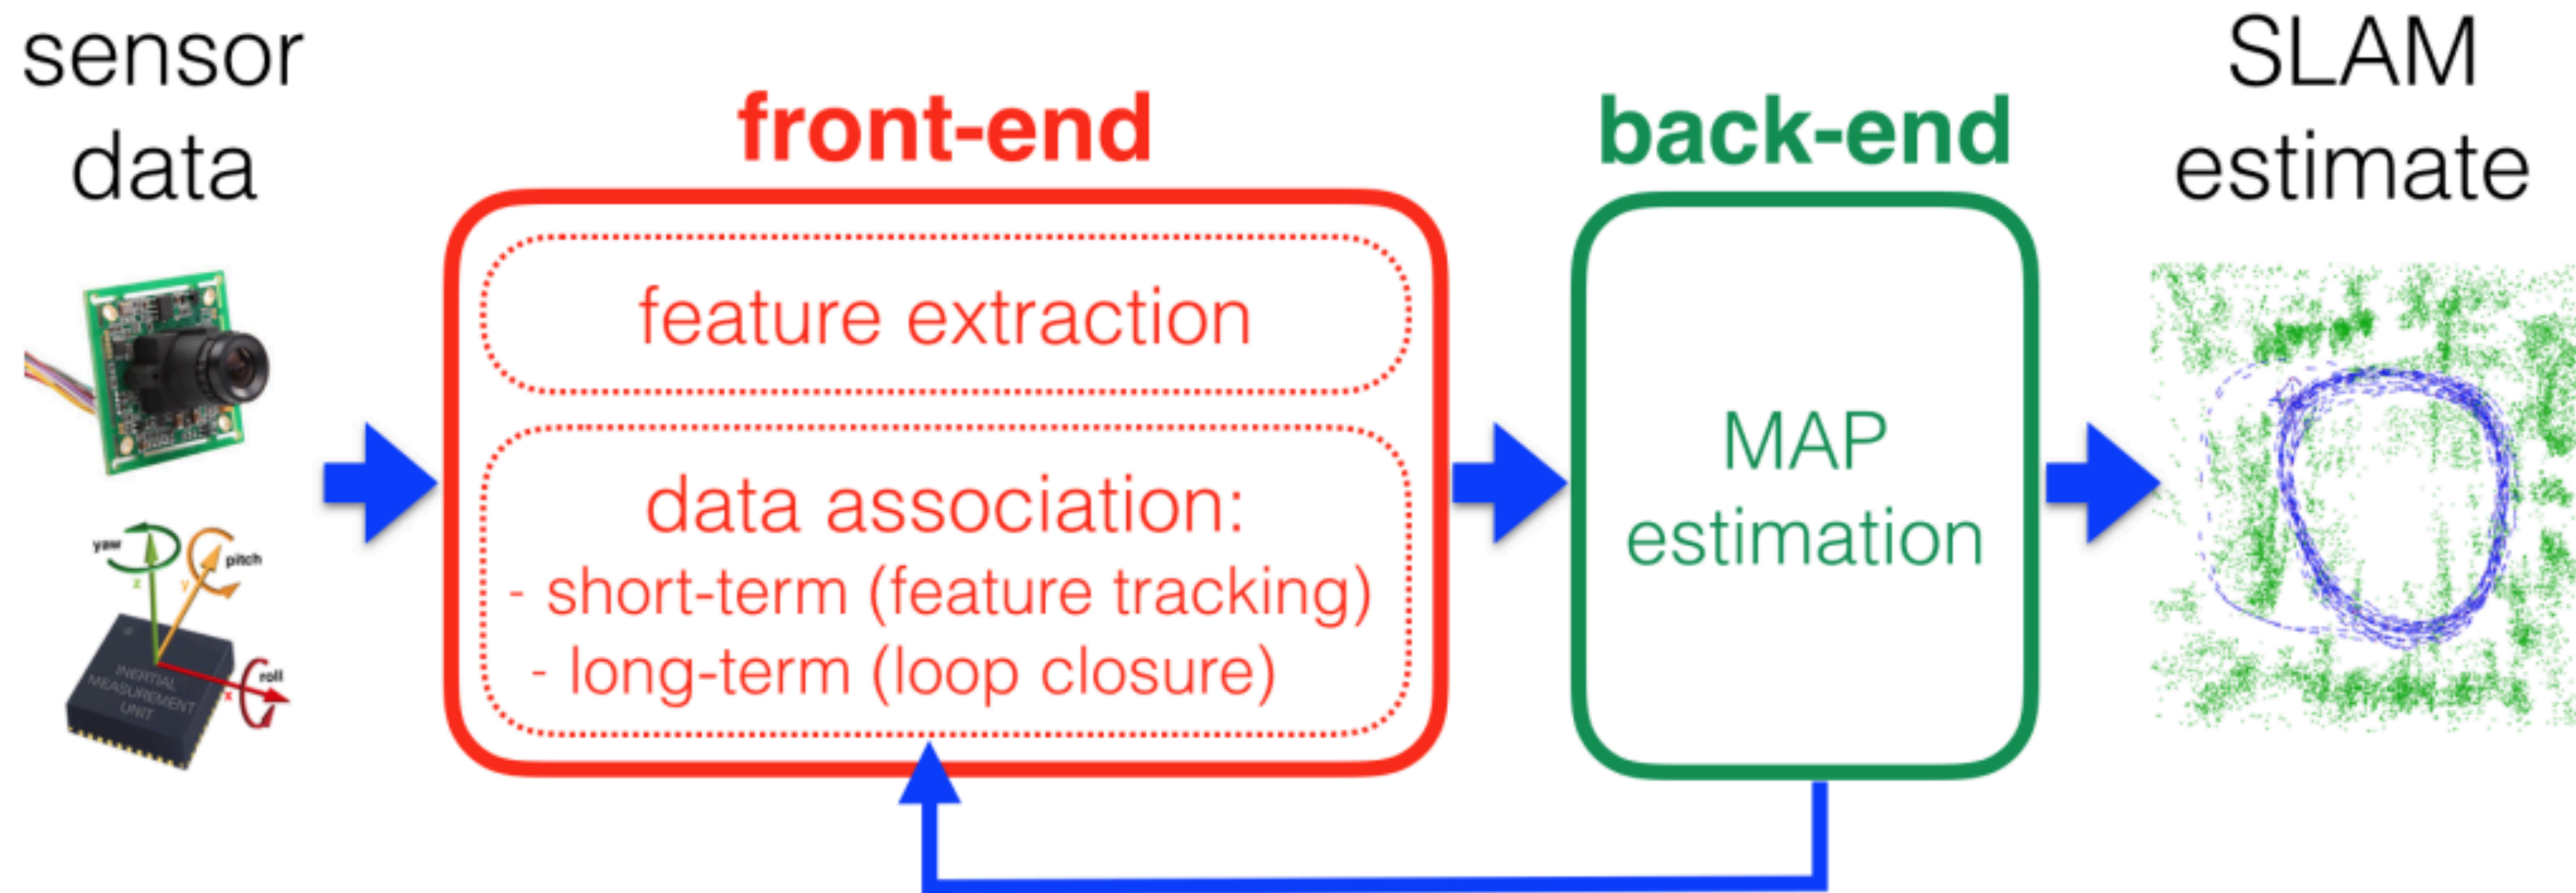 sensor
data
yaw
z
y
pitch
INERTIAL
MEASUREMENT
UNIT
x
roll
front-end
feature extraction
data association:
- short-term (feature tracking)
- long-term (loop closure)
back-end
MAP
estimation
SLAM
estimate